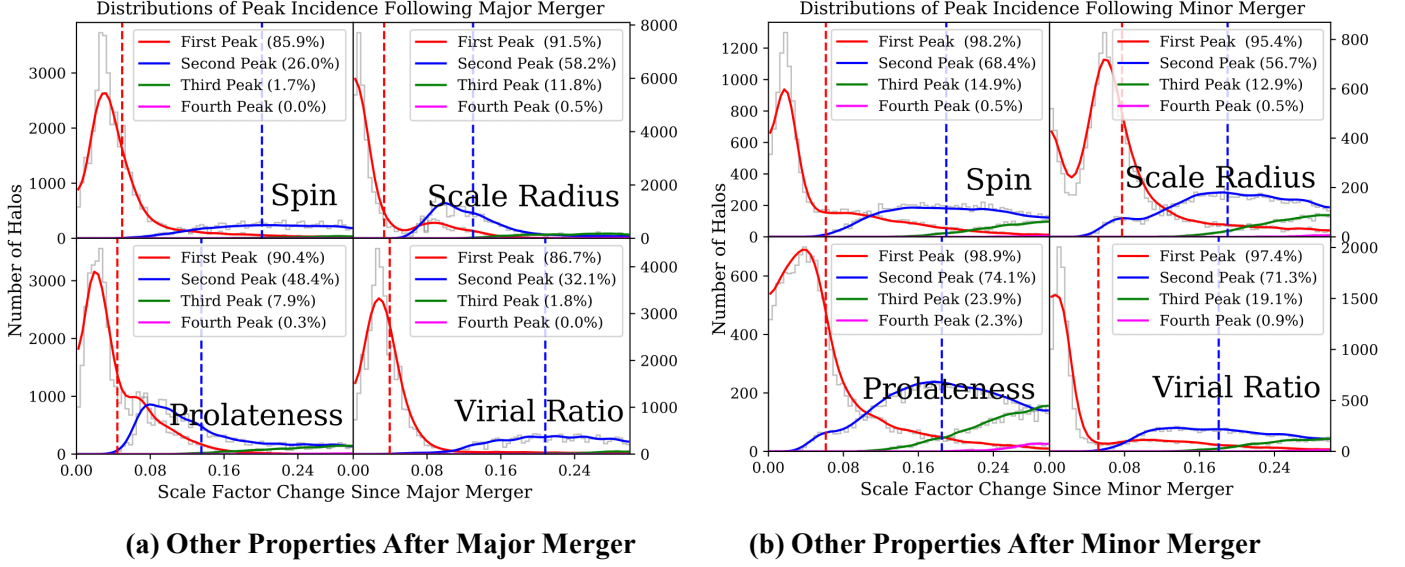 Distributions of Peak Incidence Following Major Merger
Number of Halos
3000
2000
1000
0
First Peak (85.9%)
Second Peak (26.0%)
Third Peak (1.7%)
Fourth Peak (0.0%)
Spin
First Peak (91.5%)
Second Peak (58.2%)
Third Peak (11.8%)
Fourth Peak (0.5%)
Scale Radius
8000
6000
4000
2000
0
3000
2000
1000
0
First Peak (90.4%)
Second Peak (48.4%)
Third Peak (7.9%)
Fourth Peak (0.3%)
Prolateness
First Peak (86.7%)
Second Peak (32.1%)
Third Peak (1.8%)
Fourth Peak (0.0%)
Virial Ratio
4000
3000
2000
1000
0
0.00 0.08 0.16 0.24 0.00 0.08 0.16 0.24
Scale Factor Change Since Major Merger
(a) Other Properties After Major Merger
Distributions of Peak Incidence Following Minor Merger
Number of Halos
1200
1000
800
600
400
200
0
First Peak (98.2%)
Second Peak (68.4%)
Third Peak (14.9%)
Fourth Peak (0.5%)
Spin
First Peak (95.4%)
Second Peak (56.7%)
Third Peak (12.9%)
Fourth Peak (0.5%)
Scale Radius
800
600
400
200
0
600
400
200
0
First Peak (98.9%)
Second Peak (74.1%)
Third Peak (23.9%)
Fourth Peak (2.3%)
Prolateness
First Peak (97.4%)
Second Peak (71.3%)
Third Peak (19.1%)
Fourth Peak (0.9%)
Virial Ratio
2000
1500
1000
500
0
0.00 0.08 0.16 0.24 0.00 0.08 0.16 0.24
Scale Factor Change Since Minor Merger
(b) Other Properties After Minor Merger